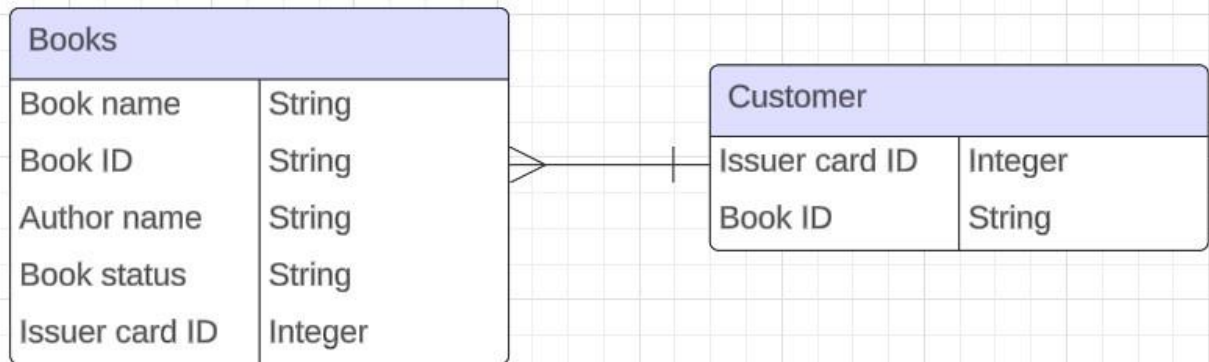 Books
Book name String
Book ID String
Author name String
Book status String
Issuer card ID Integer
Customer
Issuer card ID Integer
Book ID String